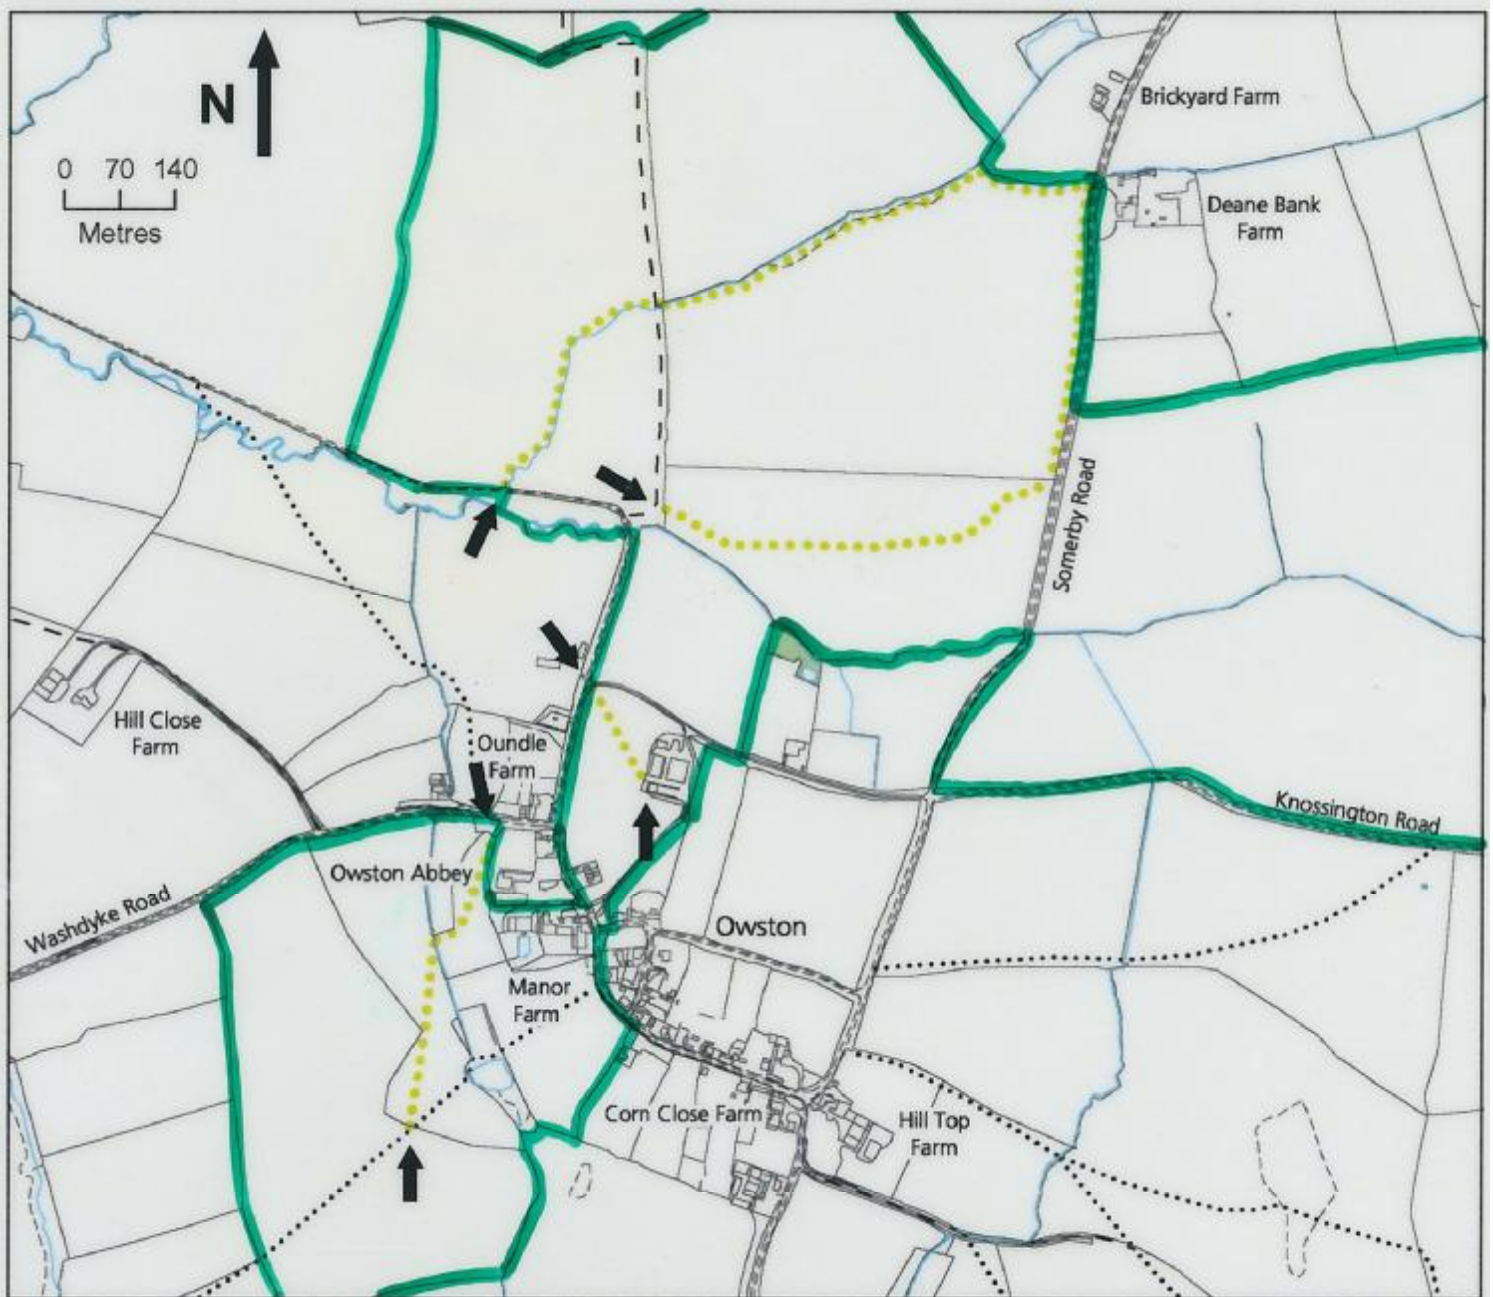 N
0 70 140
Metres
Brickyard Farm
Deane Bank
Farm
Somerby Road
Hill Close
Farm
Oundle
Farm
Knossington Road
Owston Abbey
Washdyke Road
Owston
Manor
Farm
Corn Close Farm
Hill Top
Farm